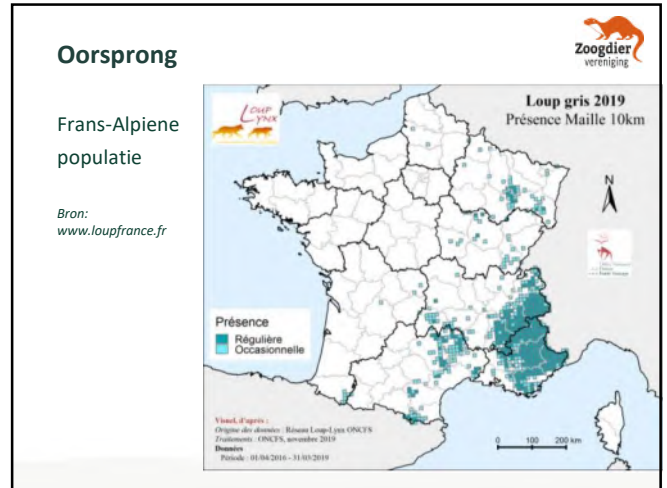 Oorsprong
Zoogdier
vereniging
Frans-Alpiene
populatie
Bron:
www.loupfrance.fr
LOUP
LYNX
Loup gris 2019
Présence Maille 10km
N
Présence
Régulière
Occasionnelle
Visuel, d'après :
Origine des données : Réseau Loup-Lynx ONCFS
Traitements : ONCFS, novembre 2019
Données
Période : 01/04/2016 - 31/03/2019
0 100 200 km